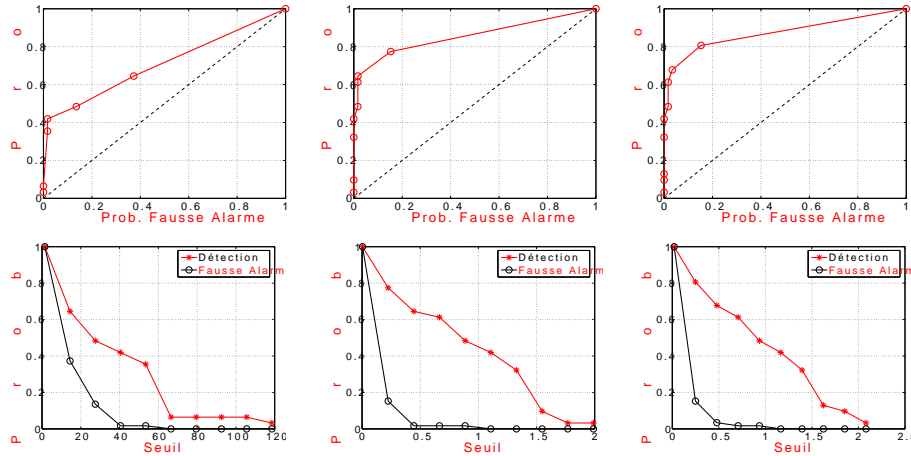 1 1 1
0.8 0.8 0.8
0.6 0.6 0.6
0.4 0.4 0.4
0.2 0.2 0.2
0 0 0
P r o
P r o
P r o
0 0.2 0.4 0.6 0.8 1
0 0.2 0.4 0.6 0.8 1
0 0.2 0.4 0.6 0.8 1
Prob. Fausse Alarme
Prob. Fausse Alarme
Prob. Fausse Alarme
1 1 1
0.8 0.8 0.8
0.6 0.6 0.6
0.4 0.4 0.4
0.2 0.2 0.2
0 0 0
P r o b
P r o b
P r o b
Détection
Fausse Alarm
Détection
Fausse Alarm
Détection
Fausse Alarm
0 20 40 60 80 100 120
0 0.5 1 1.5 2
0 0.5 1 1.5 2 2.
Seuil
Seuil
Seuil